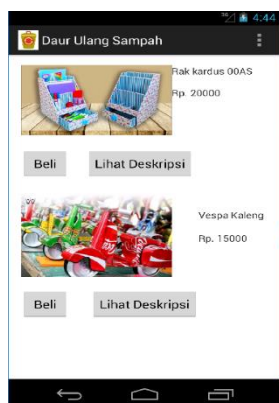 4:44
Daur Ulang Sampah
Rak kardus 00AS
Rp. 20000
Beli
Lihat Deskripsi
Vespa Kaleng
Rp. 15000
Beli
Lihat Deskripsi